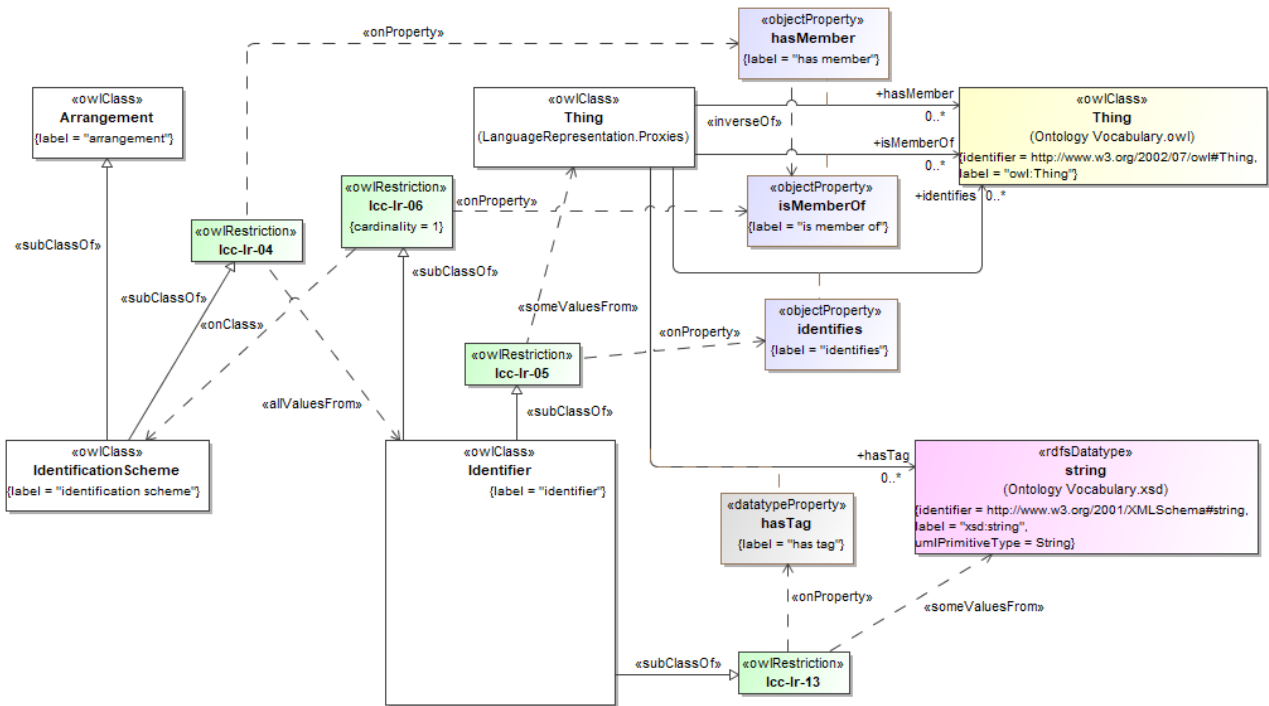 «objectProperty»
hasMember
{label = "has member"}
«onProperty»
«owlClass»
Arrangement
{label = "arrangement"}
«owlClass»
Thing
(LanguageRepresentation.Proxies)
+hasMember
0..*
«inverseOf»
+isMemberOf
0..*
«owlClass»
Thing
(Ontology Vocabulary.owl)
{identifier = http://www.w3.org/2002/07/owl#Thing,
label = "owl:Thing"}
+identifies 0..*
«owlRestriction»
lcc-lr-06
{cardinality = 1}
«onProperty»
«objectProperty»
isMemberOf
{label = "is member of"}
«owlRestriction»
lcc-lr-04
«subClassOf»
«subClassOf»
«subClassOf»
«onClass»
«someValuesFrom»
«objectProperty»
identifies
{label = "identifies"}
«onProperty»
«owlRestriction»
lcc-lr-05
«allValuesFrom»
«subClassOf»
«owlClass»
IdentificationScheme
{label = "identification scheme"}
«owlClass»
Identifier
{label = "identifier"}
+hasTag
0..*
«rdfsDatatype»
string
(Ontology Vocabulary.xsd)
{identifier = http://www.w3.org/2001/XMLSchema#string,
label = "xsd:string",
umlPrimitiveType = String}
«datatypeProperty»
hasTag
{label = "has tag"}
«onProperty»
«someValuesFrom»
«subClassOf»
«owlRestriction»
lcc-lr-13